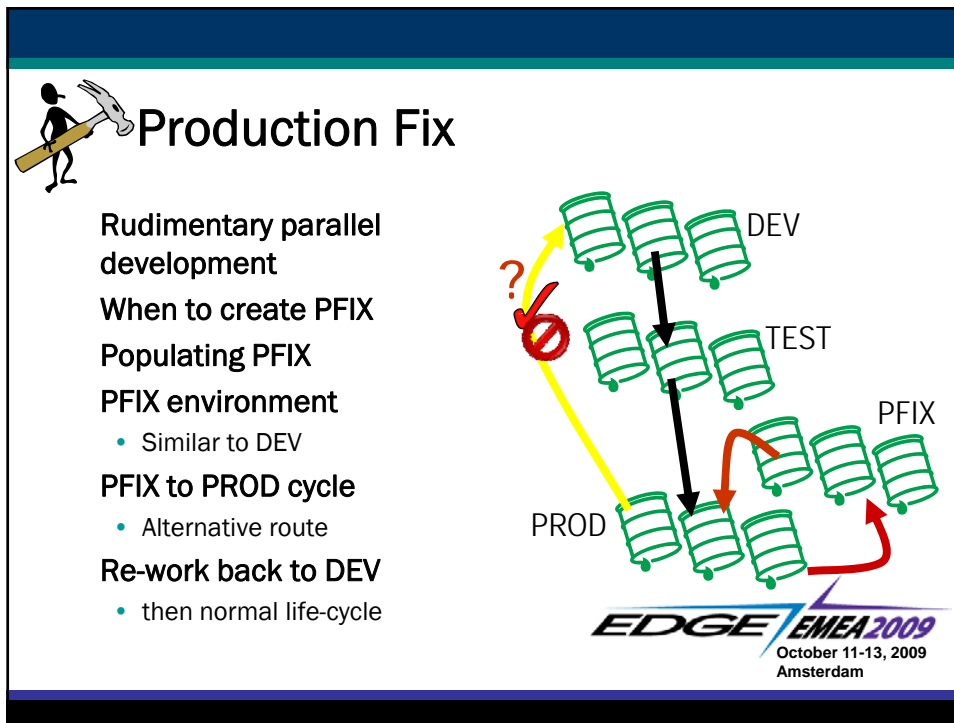 Production Fix
Rudimentary parallel
development
When to create PFIX
Populating PFIX
PFIX environment
• Similar to DEV
PFIX to PROD cycle
• Alternative route
Re-work back to DEV
• then normal life-cycle
DEV
?
TEST
PFIX
PROD
EDGE EMEA2009
October 11-13, 2009
Amsterdam